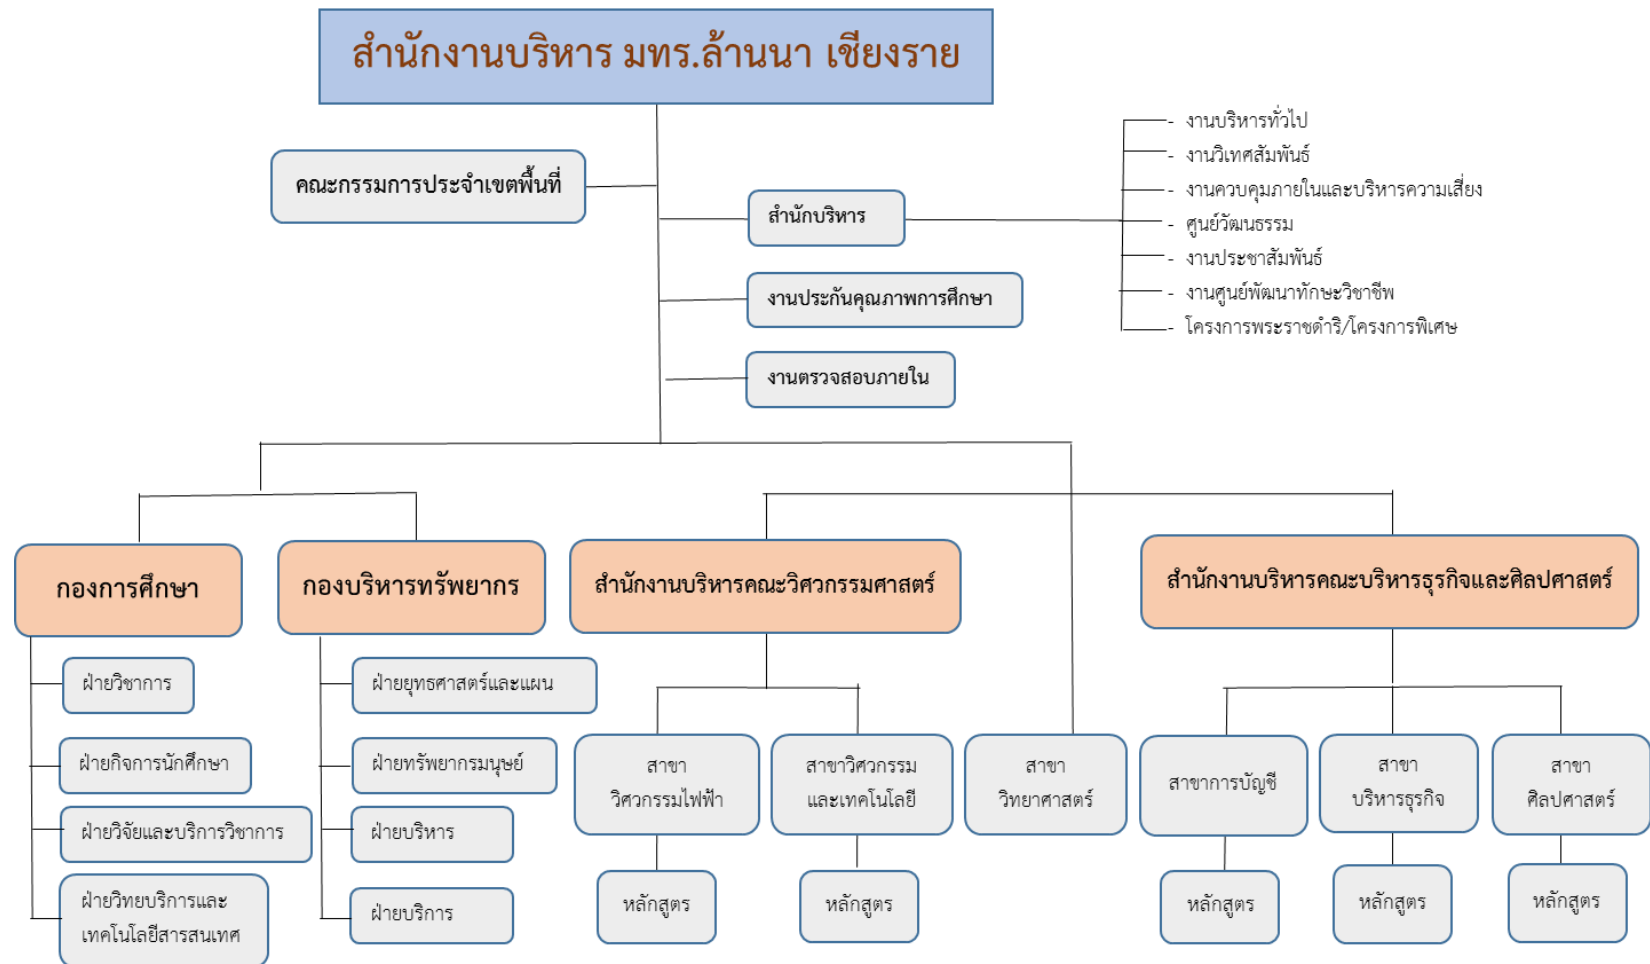 สำนักงานบริหาร มทร.ล้านนา เชียงราย
คณะกรรมการประจำเขตพื้นที่
สำนักบริหาร
- งานบริหารทั่วไป
- งานวิเทศสัมพันธ์
- งานควบคุมภายในและบริหารความเสี่ยง
- ศูนย์วัฒนธรรม
- งานประชาสัมพันธ์
- งานศูนย์พัฒนาทักษะวิชาชีพ
- โครงการพระราชดำริ/โครงการพิเศษ
งานประกันคุณภาพการศึกษา
งานตรวจสอบภายใน
กองการศึกษา
กองบริหารทรัพยากร
สำนักงานบริหารคณะวิศวกรรมศาสตร์
สำนักงานบริหารคณะบริหารธุรกิจและศิลปศาสตร์
ฝ่ายวิชาการ
ฝ่ายกิจการนักศึกษา
ฝ่ายวิจัยและบริการวิชาการ
ฝ่ายวิทยบริการและ
เทคโนโลยีสารสนเทศ
ฝ่ายยุทธศาสตร์และแผน
ฝ่ายทรัพยากรมนุษย์
ฝ่ายบริหาร
ฝ่ายบริการ
สาขา
วิศวกรรมไฟฟ้า
สาขาวิศวกรรม
และเทคโนโลยี
สาขา
วิทยาศาสตร์
สาขาการบัญชี
สาขา
บริหารธุรกิจ
สาขา
ศิลปศาสตร์
หลักสูตร
หลักสูตร
หลักสูตร
หลักสูตร
หลักสูตร